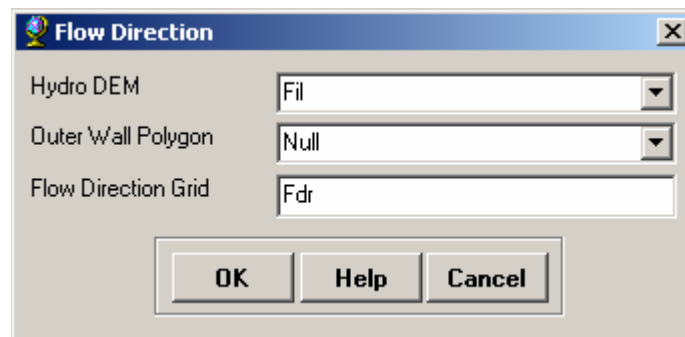 Flow Direction
Hydro DEM Fil
Outer Wall Polygon Null
Flow Direction Grid Fdr
OK Help Cancel